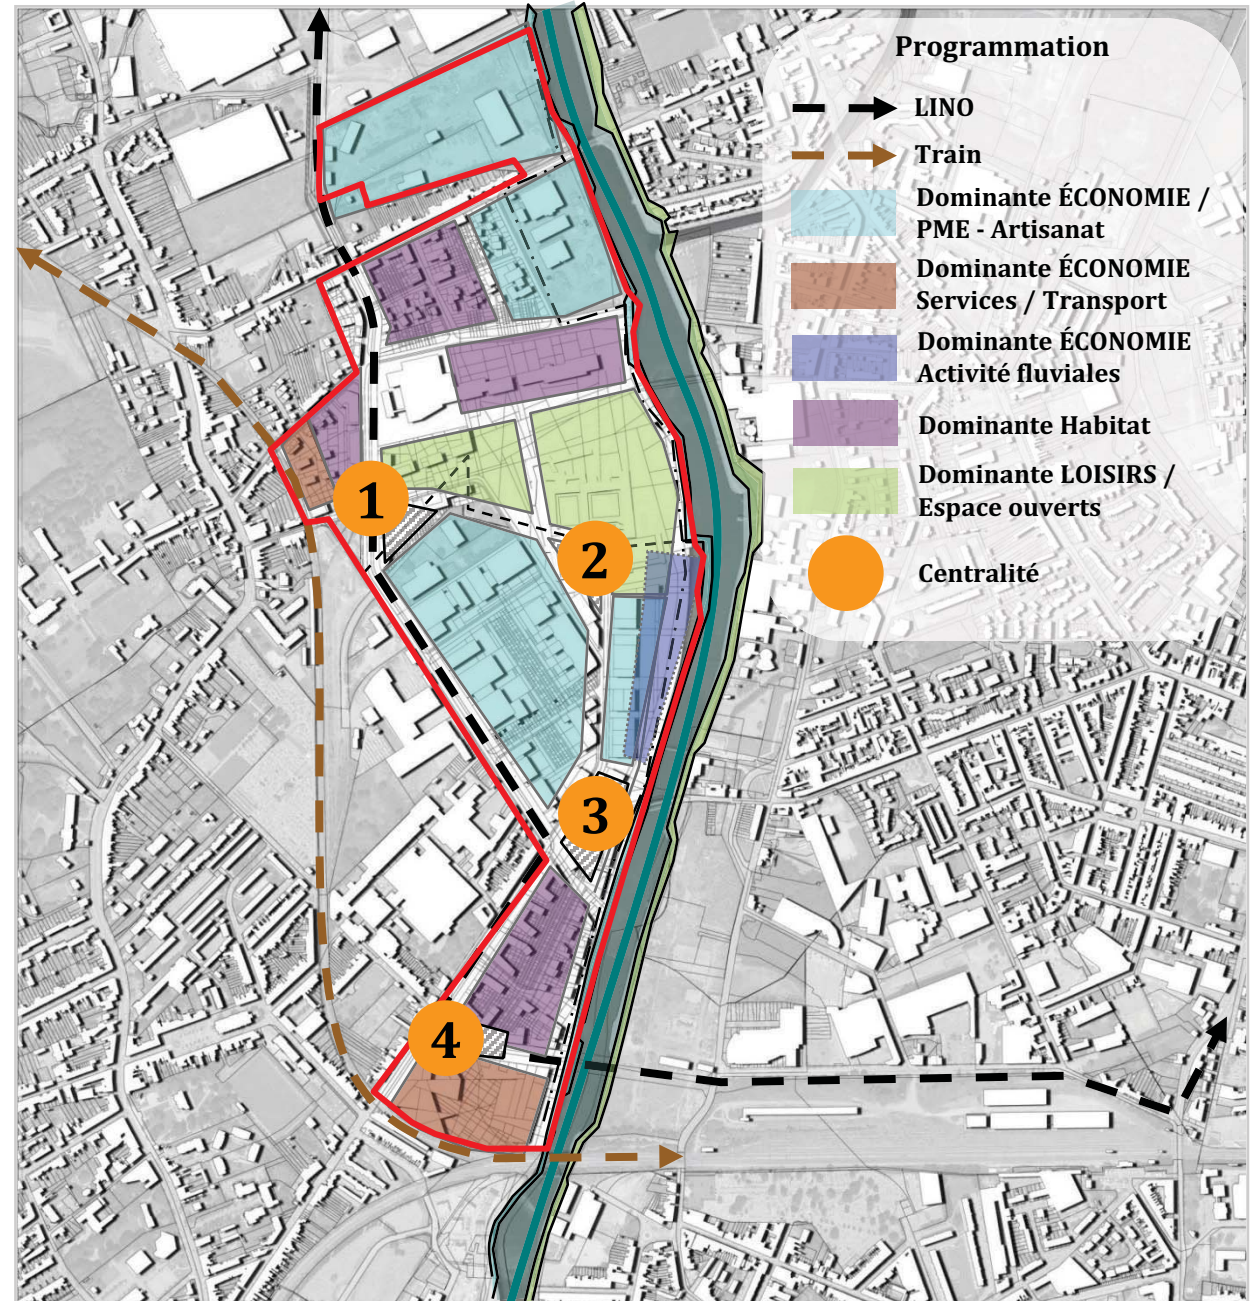 Programmation
LINO
Train
Dominante ÉCONOMIE /
PME - Artisanat
Dominante ÉCONOMIE
Services / Transport
Dominante ÉCONOMIE
Activité fluviales
Dominante Habitat
Dominante LOISIRS /
Espace ouverts
Centralité
1
2
3
4